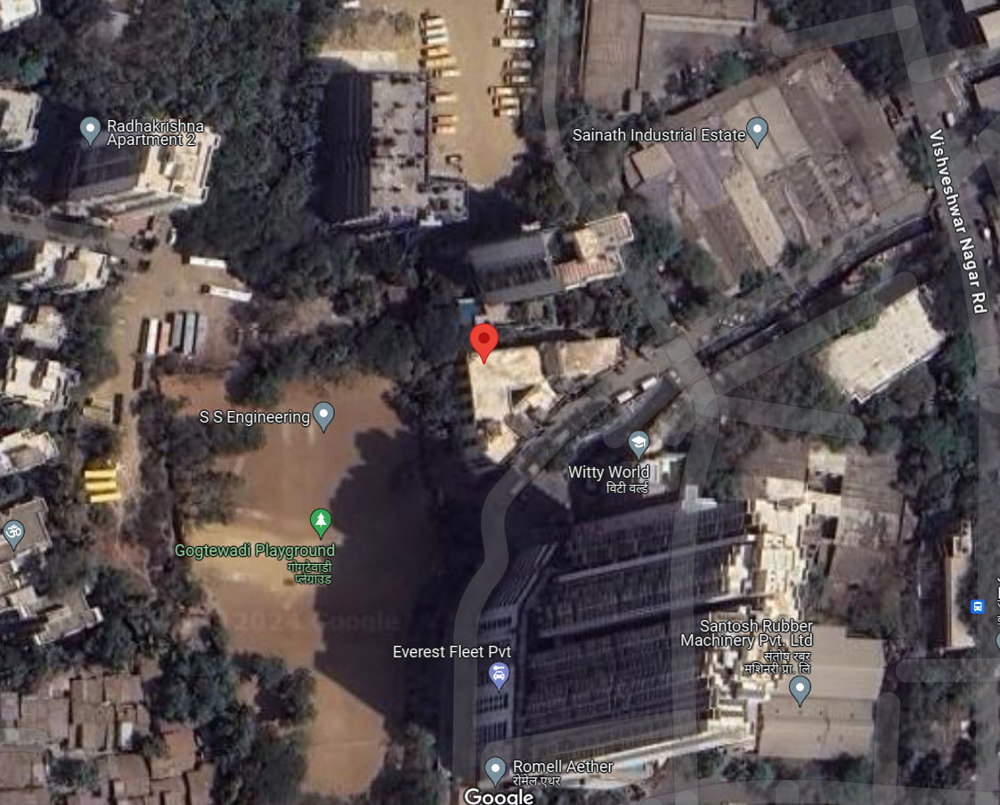 Radhakrishna
Apartment 2
Sainath Industrial Estate
Vishveshwar Nagar Rd
S S Engineering
Witty World
विटी वर्ल्ड
Gogtewadi Playground
गोगटेवाडी
प्लेग्राउंड
Santosh Rubber
Machinery Pvt. Ltd
संतोष रबर
मशिनरी प्रा. लि
Everest Fleet Pvt
Romell Aether
रोमेल एथर
Google